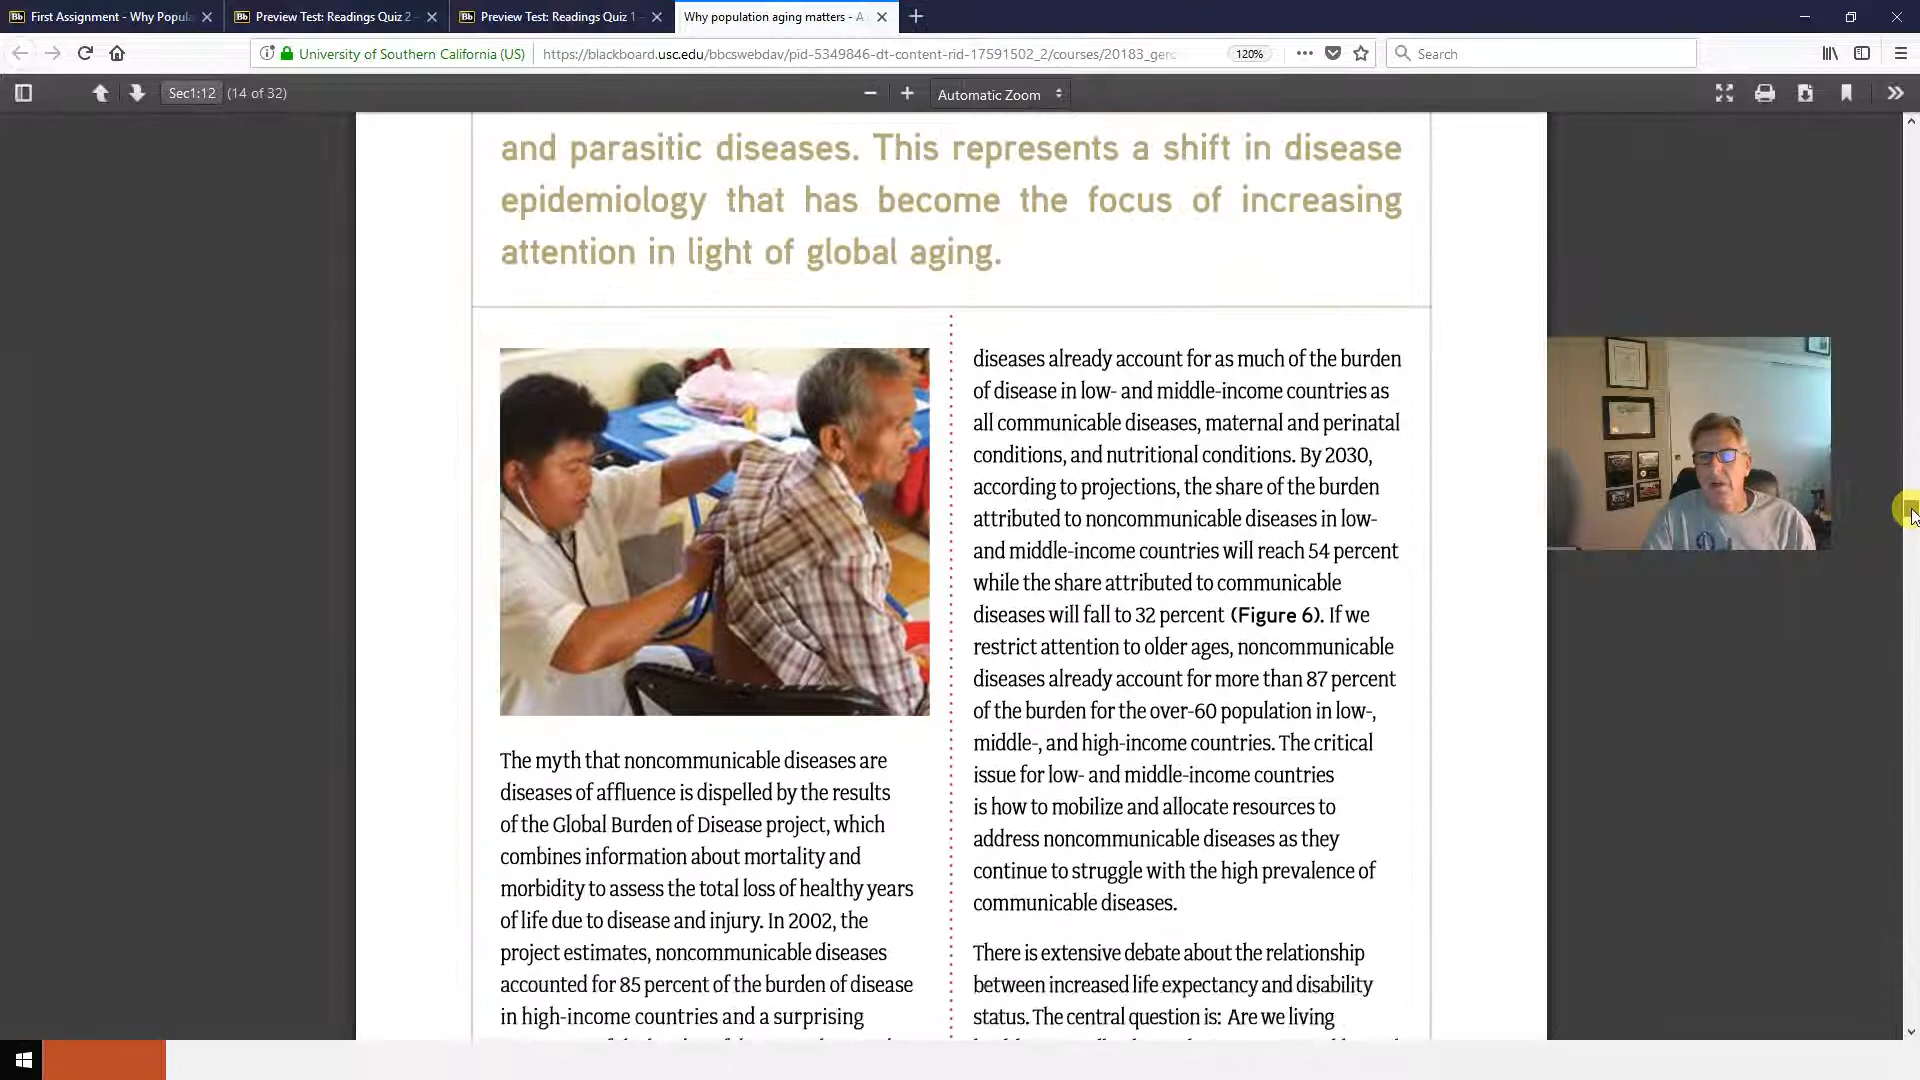 First Assignment - Why Popula
Preview Test: Readings Quiz 2 –
Preview Test: Readings Quiz 1 –
Why population aging matters - A
University of Southern California (US)
https://blackboard.usc.edu/bbcswebdav/pid-5349846-dt-content-rid-17591502_2/courses/20183_gerc
120%
Search
Sec1:12
(14 of 32)
Automatic Zoom
and parasitic diseases. This represents a shift in disease
epidemiology that has become the focus of increasing
attention in light of global aging.
The myth that noncommunicable diseases are
diseases of affluence is dispelled by the results
of the Global Burden of Disease project, which
combines information about mortality and
morbidity to assess the total loss of healthy years
of life due to disease and injury. In 2002, the
project estimates, noncommunicable diseases
accounted for 85 percent of the burden of disease
in high-income countries and a surprising
diseases already account for as much of the burden
of disease in low- and middle-income countries as
all communicable diseases, maternal and perinatal
conditions, and nutritional conditions. By 2030,
according to projections, the share of the burden
attributed to noncommunicable diseases in low-
and middle-income countries will reach 54 percent
while the share attributed to communicable
diseases will fall to 32 percent (Figure 6). If we
restrict attention to older ages, noncommunicable
diseases already account for more than 87 percent
of the burden for the over-60 population in low-,
middle-, and high-income countries. The critical
issue for low- and middle-income countries
is how to mobilize and allocate resources to
address noncommunicable diseases as they
continue to struggle with the high prevalence of
communicable diseases.
There is extensive debate about the relationship
between increased life expectancy and disability
status. The central question is: Are we living